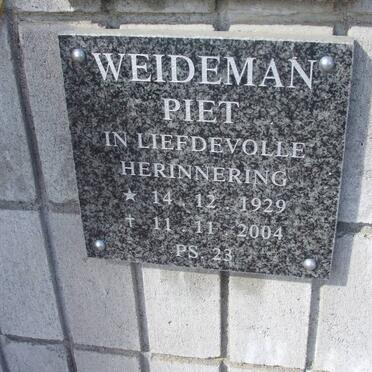 WEIDEMAN
PIET
IN LIEFDEVOLLE
HERINNERING
★ 14 . 12 . 1929
† 11 . 11 . 2004
PS. 23